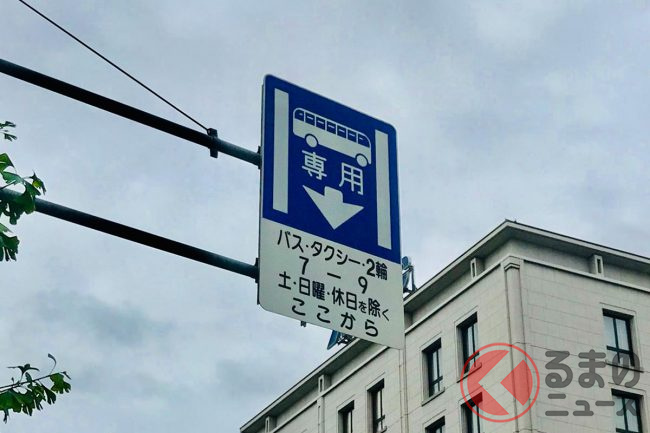 専用
バス・タクシー・2輪
7－9
土・日曜・休日を除く
ここから
くるまの
ニュース